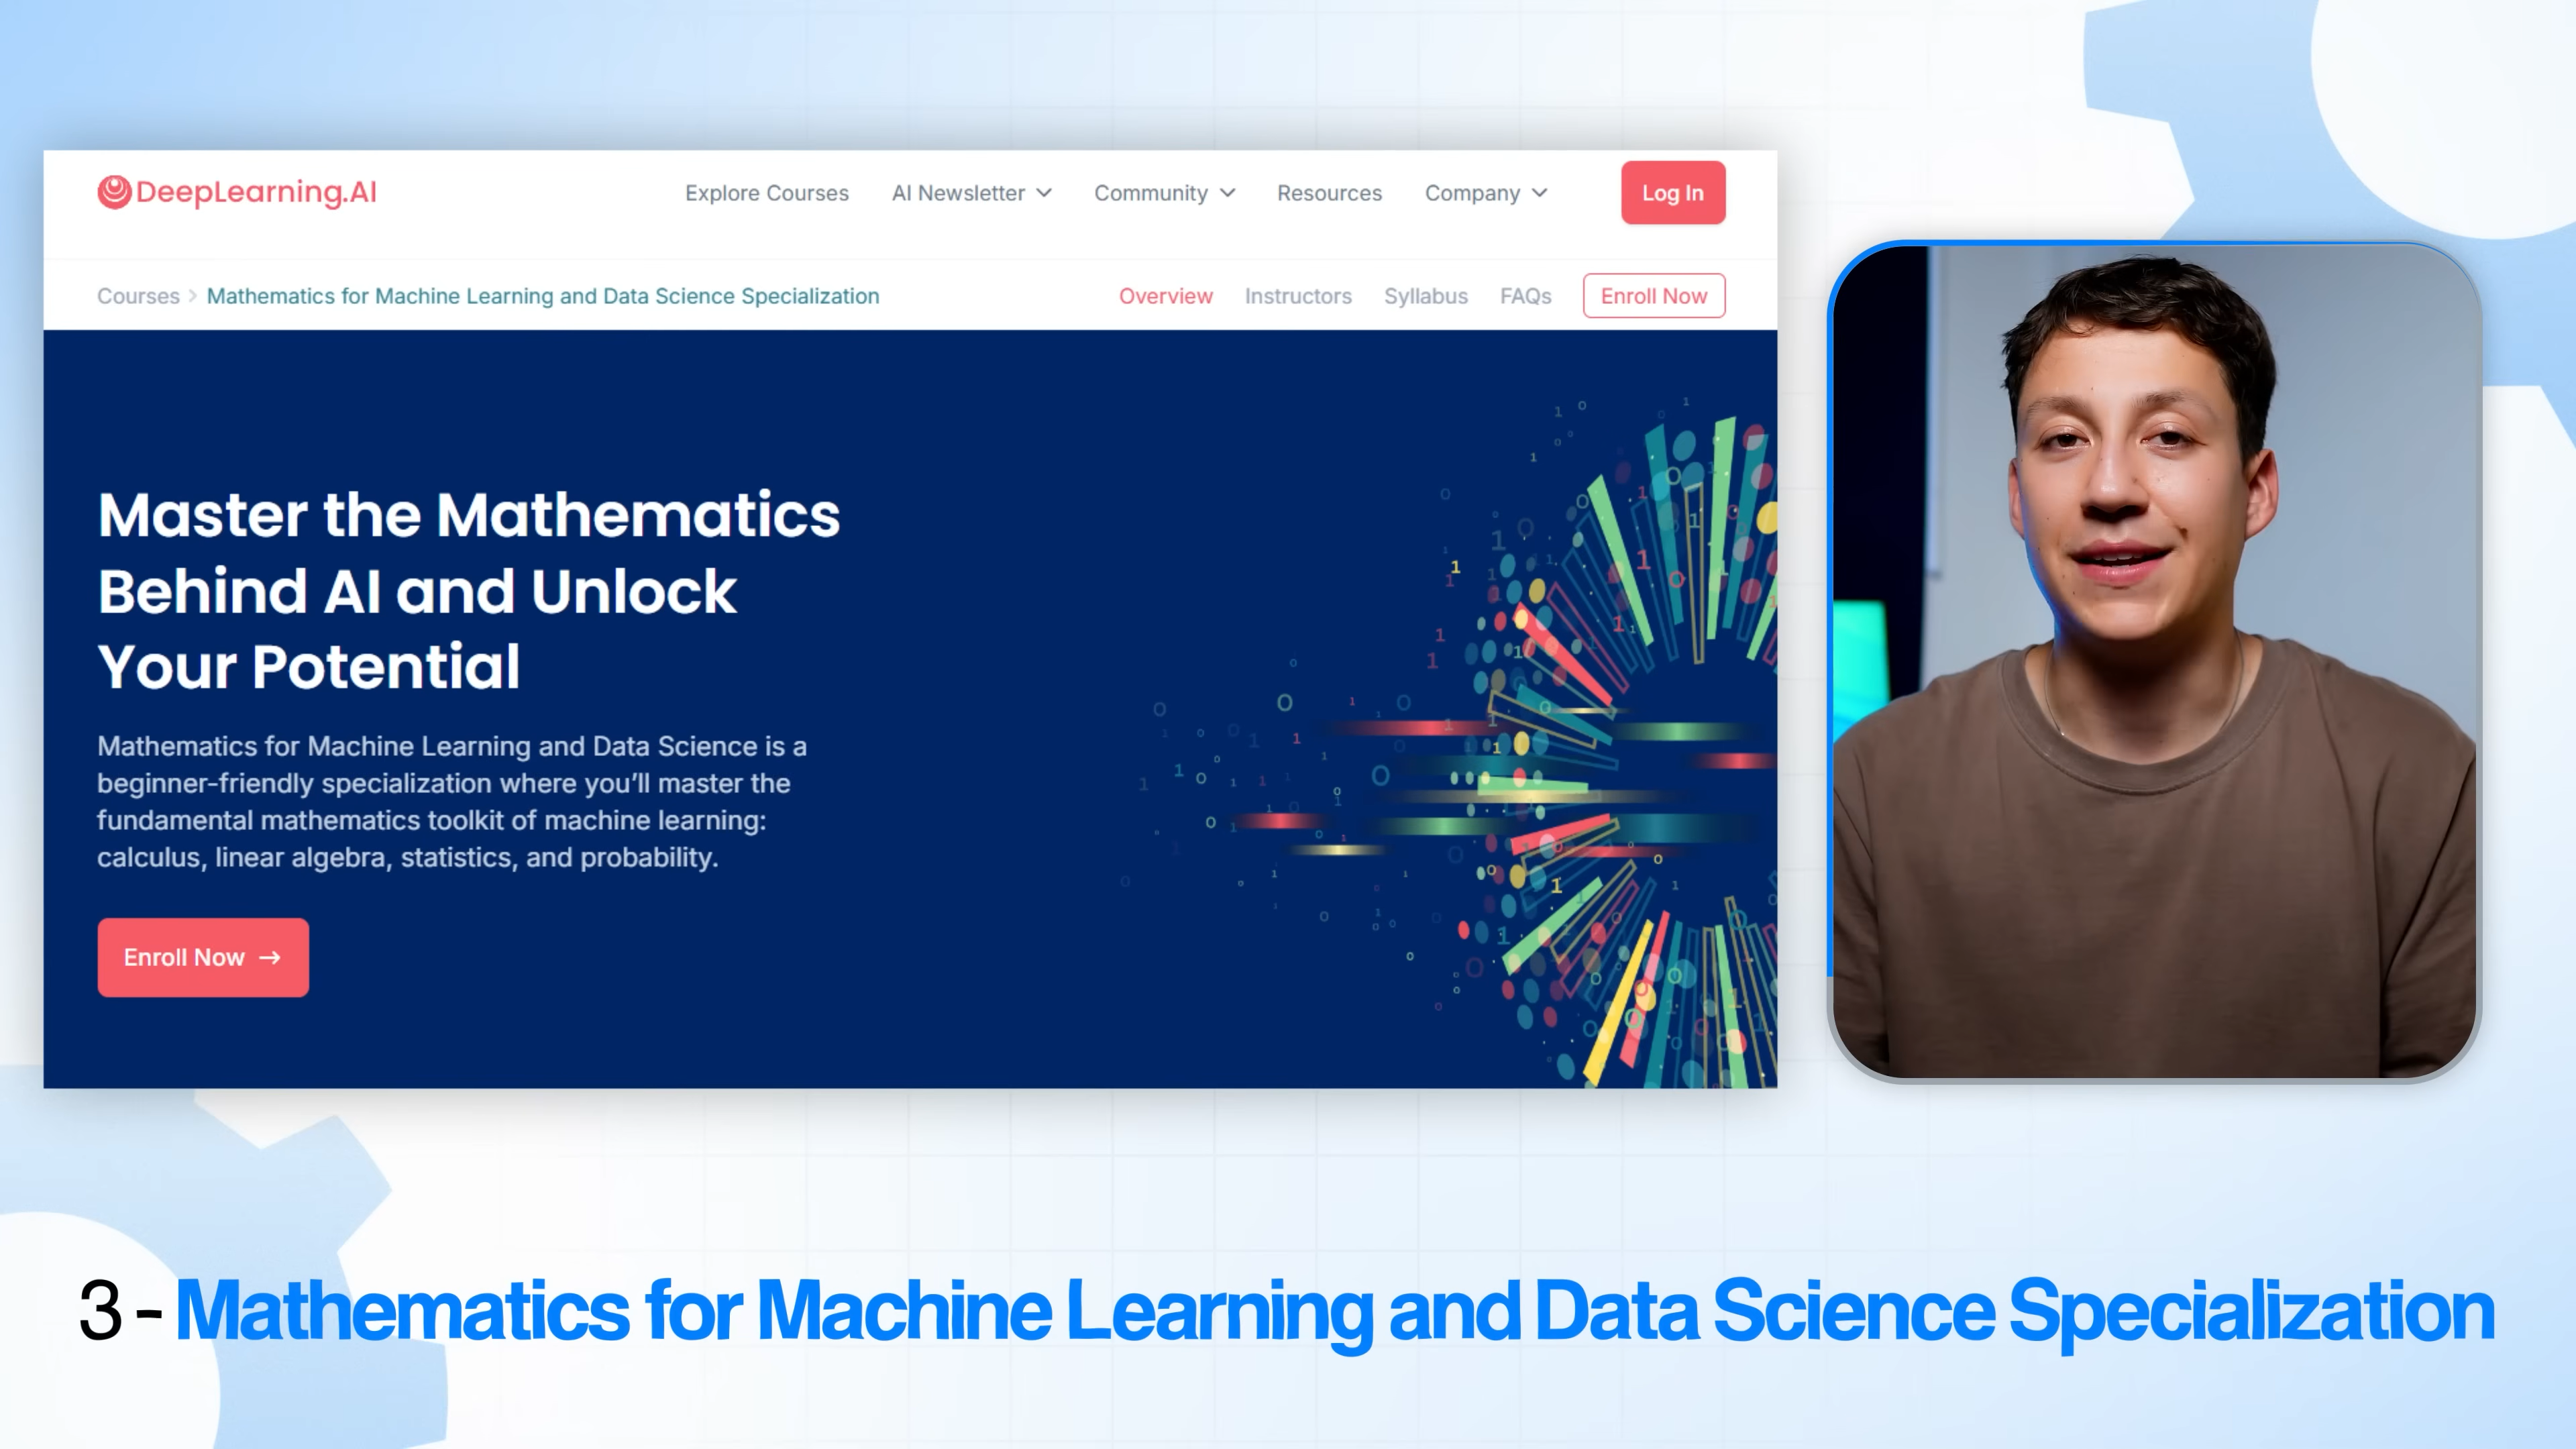 DeepLearning.AI
Explore Courses AI Newsletter Community Resources Company Log In
Courses > Mathematics for Machine Learning and Data Science Specialization
Overview Instructors Syllabus FAQs Enroll Now
Master the Mathematics
Behind AI and Unlock
Your Potential
Mathematics for Machine Learning and Data Science is a
beginner-friendly specialization where you’ll master the
fundamental mathematics toolkit of machine learning:
calculus, linear algebra, statistics, and probability.
Enroll Now →
3 - Mathematics for Machine Learning and Data Science Specialization